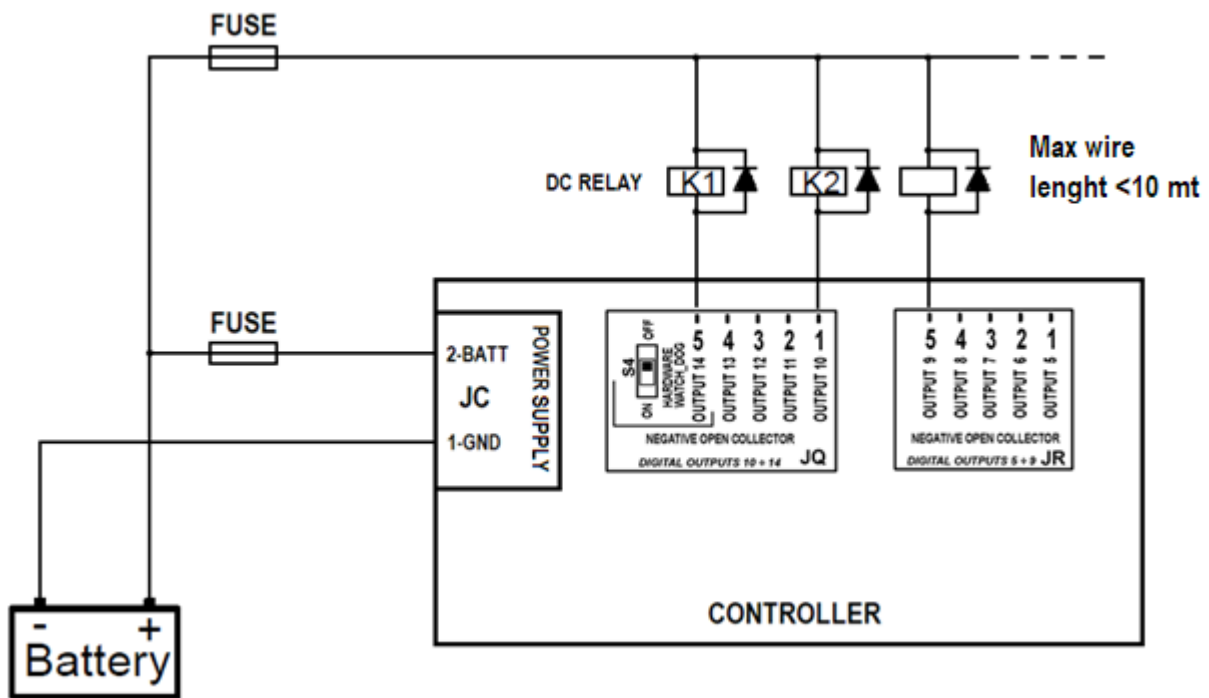 FUSE
DC RELAY
K1
K2
Max wire
lenght <10 mt
FUSE
2-BATT
JC
1-GND
POWER SUPPLY
S4
OFF
ON
HARDWARE
WATCH_DOG
5 4 3 2 1
OUTPUT 14
OUTPUT 13
OUTPUT 12
OUTPUT 11
OUTPUT 10
NEGATIVE OPEN COLLECTOR
DIGITAL OUTPUTS 10 ÷ 14 JQ
5 4 3 2 1
OUTPUT 9
OUTPUT 8
OUTPUT 7
OUTPUT 6
OUTPUT 5
NEGATIVE OPEN COLLECTOR
DIGITAL OUTPUTS 5 ÷ 9 JR
CONTROLLER
- +
Battery